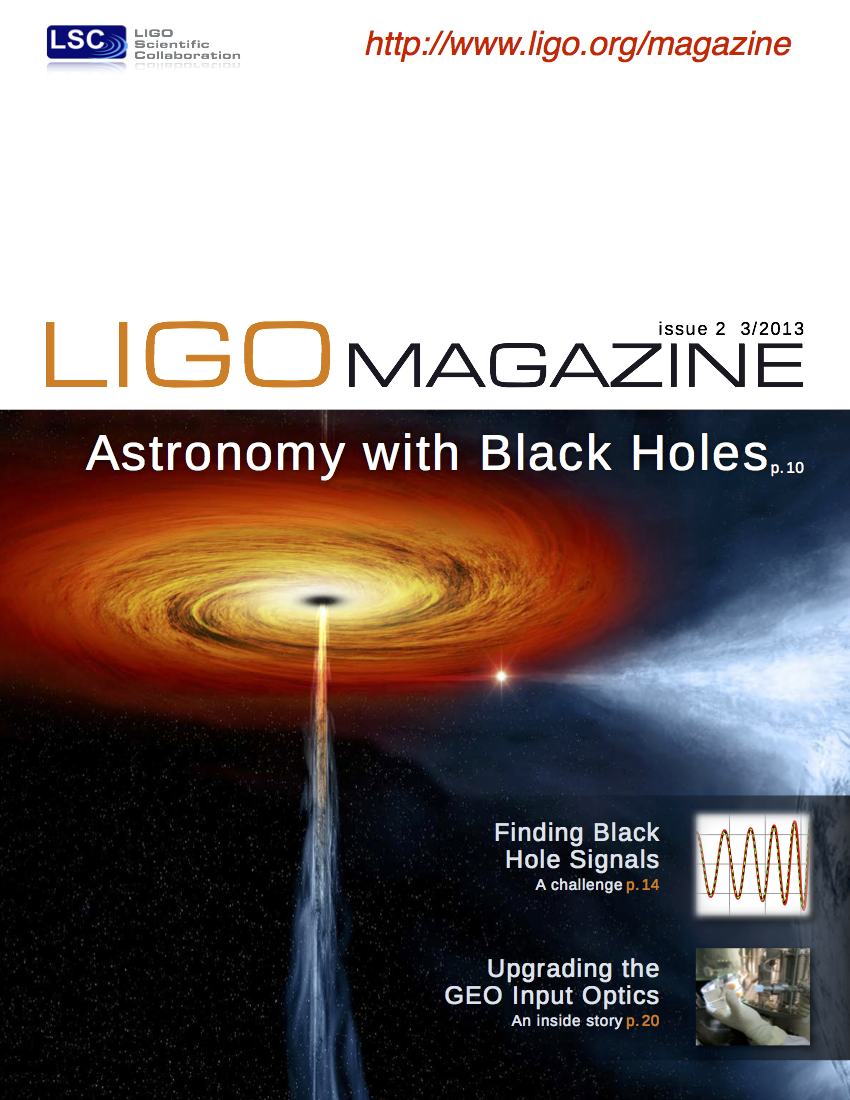 LSC
LIGO
Scientific
Collaboration
http://www.ligo.org/magazine
issue 2 3/2013
LIGO MAGAZINE
Astronomy with Black Holes p. 10
Finding Black
Hole Signals
A challenge p. 14
Upgrading the
GEO Input Optics
An inside story p. 20